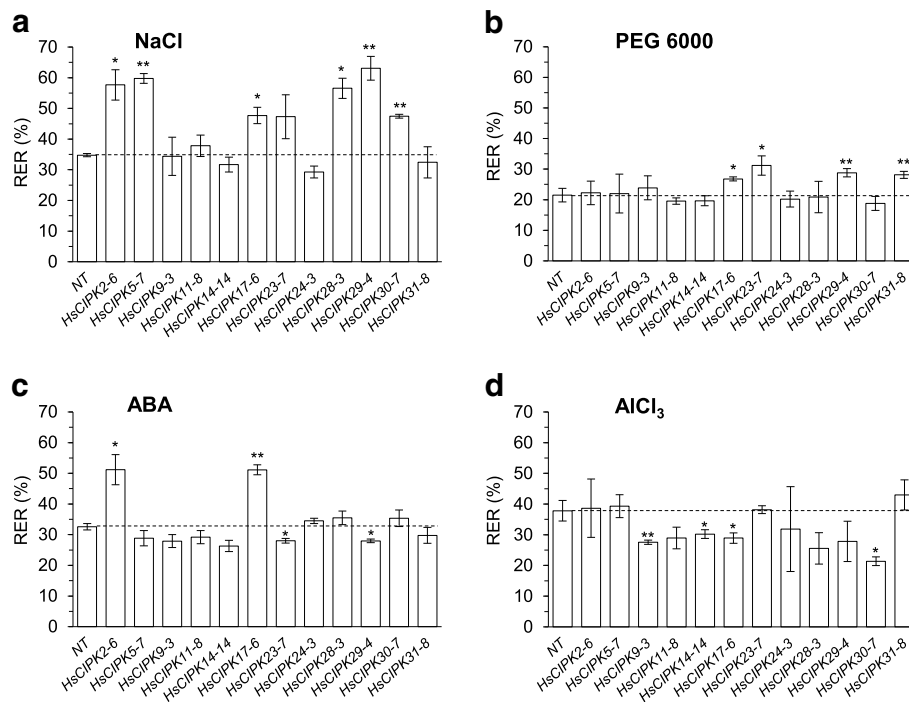 a
NaCl
RER (%)
70
60
50
40
30
20
10
0
* ** * * ** **
NT HsCIPK2-6 HsCIPK5-7 HsCIPK9-3 HsCIPK11-8 HsCIPK14-14 HsCIPK17-6 HsCIPK23-7 HsCIPK24-3 HsCIPK28-3 HsCIPK29-4 HsCIPK30-7 HsCIPK31-8
b
PEG 6000
RER (%)
70
60
50
40
30
20
10
0
* * ** **
NT HsCIPK2-6 HsCIPK5-7 HsCIPK9-3 HsCIPK11-8 HsCIPK14-14 HsCIPK17-6 HsCIPK23-7 HsCIPK24-3 HsCIPK28-3 HsCIPK29-4 HsCIPK30-7 HsCIPK31-8
c
ABA
RER (%)
70
60
50
40
30
20
10
0
* ** * *
NT HsCIPK2-6 HsCIPK5-7 HsCIPK9-3 HsCIPK11-8 HsCIPK14-14 HsCIPK17-6 HsCIPK23-7 HsCIPK24-3 HsCIPK28-3 HsCIPK29-4 HsCIPK30-7 HsCIPK31-8
d
AlCl₃
RER (%)
70
60
50
40
30
20
10
0
** * * *
NT HsCIPK2-6 HsCIPK5-7 HsCIPK9-3 HsCIPK11-8 HsCIPK14-14 HsCIPK17-6 HsCIPK23-7 HsCIPK24-3 HsCIPK28-3 HsCIPK29-4 HsCIPK30-7 HsCIPK31-8